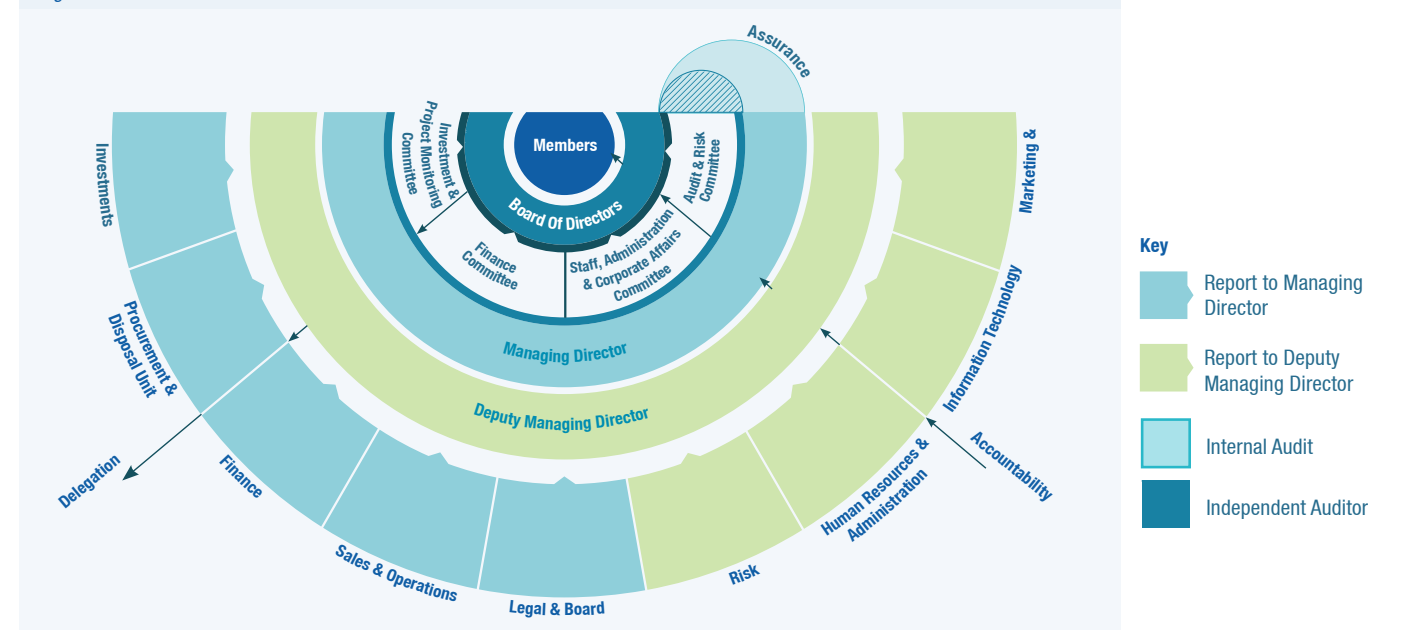 Assurance
Members
Board Of Directors
Investment &
Project Monitoring
Committee
Finance
Committee
Staff, Administration
& Corporate Affairs
Committee
Audit & Risk
Committee
Managing Director
Deputy Managing Director
Investments
Procurement &
Disposal Unit
Delegation
Finance
Sales & Operations
Legal & Board
Risk
Human Resources &
Administration
Accountability
Information Technology
Marketing &
Key
Report to Managing
Director
Report to Deputy
Managing Director
Internal Audit
Independent Auditor